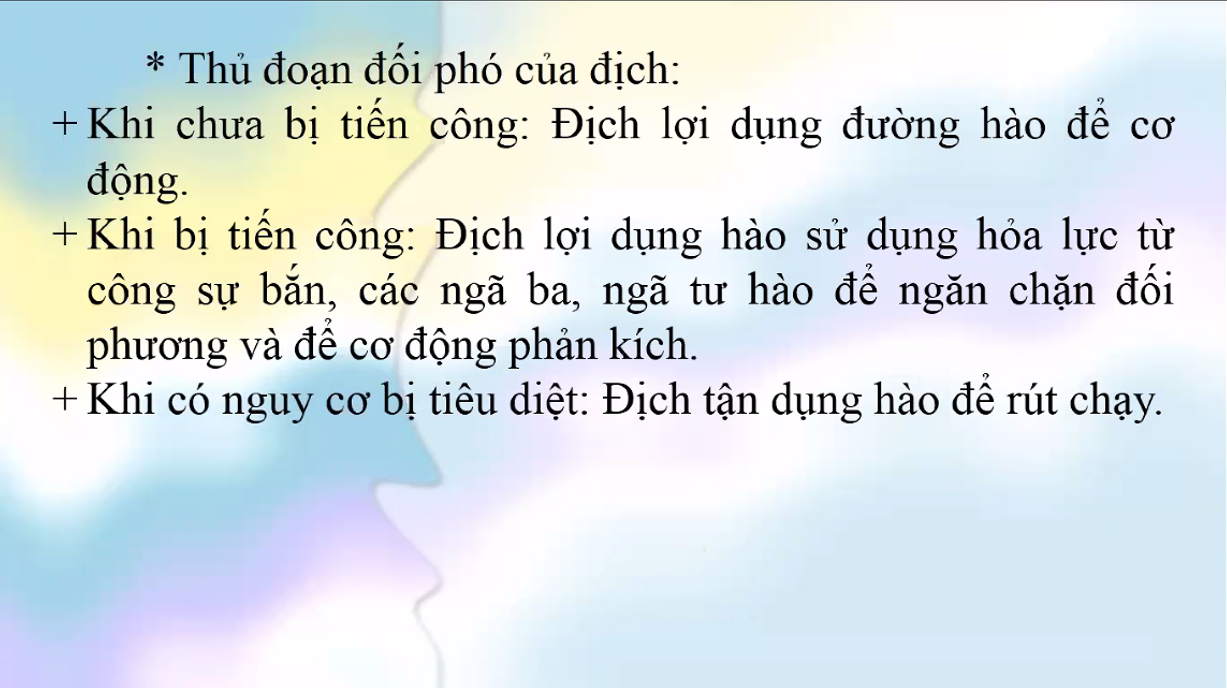 * Thủ đoạn đối phó của địch:
+ Khi chưa bị tiến công: Địch lợi dụng đường hào để cơ
động.
+ Khi bị tiến công: Địch lợi dụng hào sử dụng hỏa lực từ
công sự bắn, các ngã ba, ngã tư hào để ngăn chặn đối
phương và để cơ động phản kích.
+ Khi có nguy cơ bị tiêu diệt: Địch tận dụng hào để rút chạy.